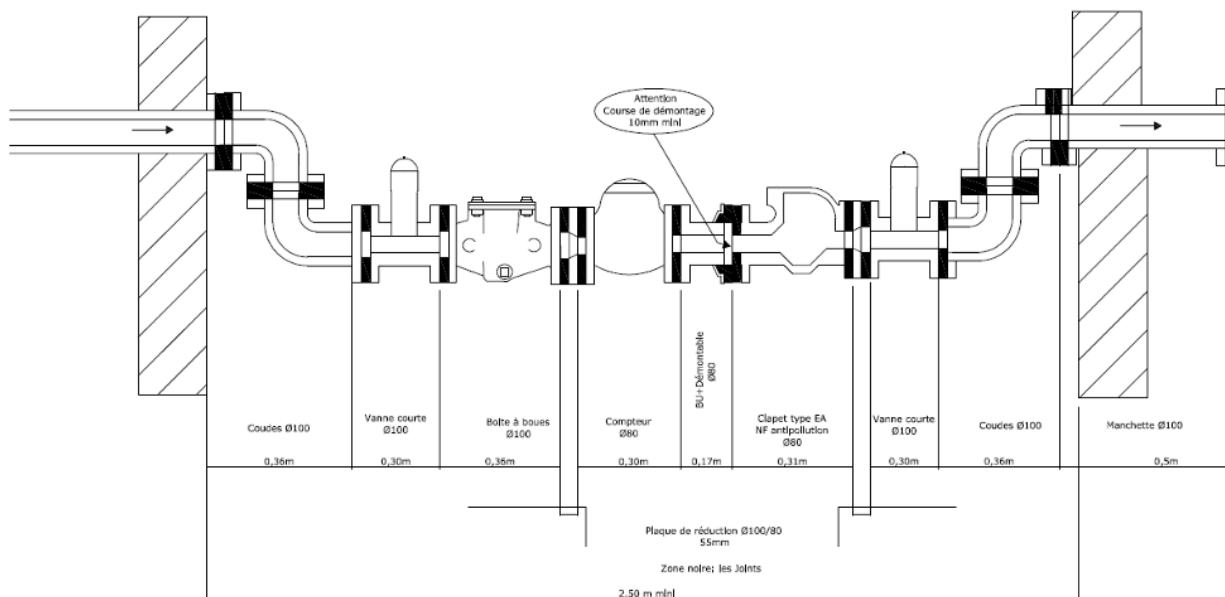 Attention
Course de démontage
10mm mini
BU+Démontable
Ø80
Coudes Ø100
Vanne courte
Ø100
Boite à boues
Ø100
Compteur
Ø80
Clapet type EA
NF antipollution
Ø80
Vanne courte
Ø100
Coudes Ø100
Manchette Ø100
0,36m
0,30m
0,36m
0,30m
0,17m
0,31m
0,30m
0,36m
0,5m
Plaque de réduction Ø100/80
55mm
Zone noire; les Joints
2,50 m mini